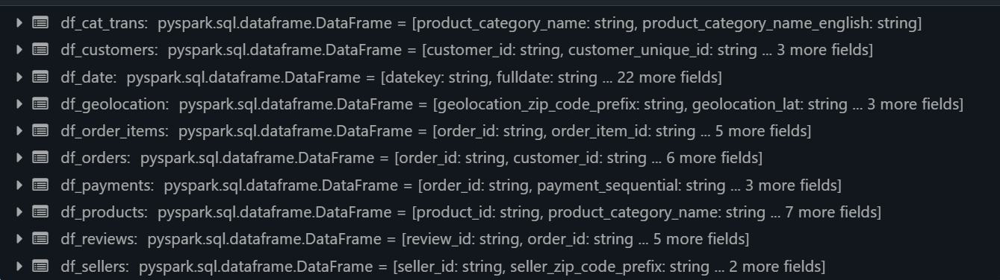 df_cat_trans: pyspark.sql.dataframe.DataFrame = [product_category_name: string, product_category_name_english: string]
df_customers: pyspark.sql.dataframe.DataFrame = [customer_id: string, customer_unique_id: string ... 3 more fields]
df_date: pyspark.sql.dataframe.DataFrame = [datekey: string, fulldate: string ... 22 more fields]
df_geolocation: pyspark.sql.dataframe.DataFrame = [geolocation_zip_code_prefix: string, geolocation_lat: string ... 3 more fields]
df_order_items: pyspark.sql.dataframe.DataFrame = [order_id: string, order_item_id: string ... 5 more fields]
df_orders: pyspark.sql.dataframe.DataFrame = [order_id: string, customer_id: string ... 6 more fields]
df_payments: pyspark.sql.dataframe.DataFrame = [order_id: string, payment_sequential: string ... 3 more fields]
df_products: pyspark.sql.dataframe.DataFrame = [product_id: string, product_category_name: string ... 7 more fields]
df_reviews: pyspark.sql.dataframe.DataFrame = [review_id: string, order_id: string ... 5 more fields]
df_sellers: pyspark.sql.dataframe.DataFrame = [seller_id: string, seller_zip_code_prefix: string ... 2 more fields]